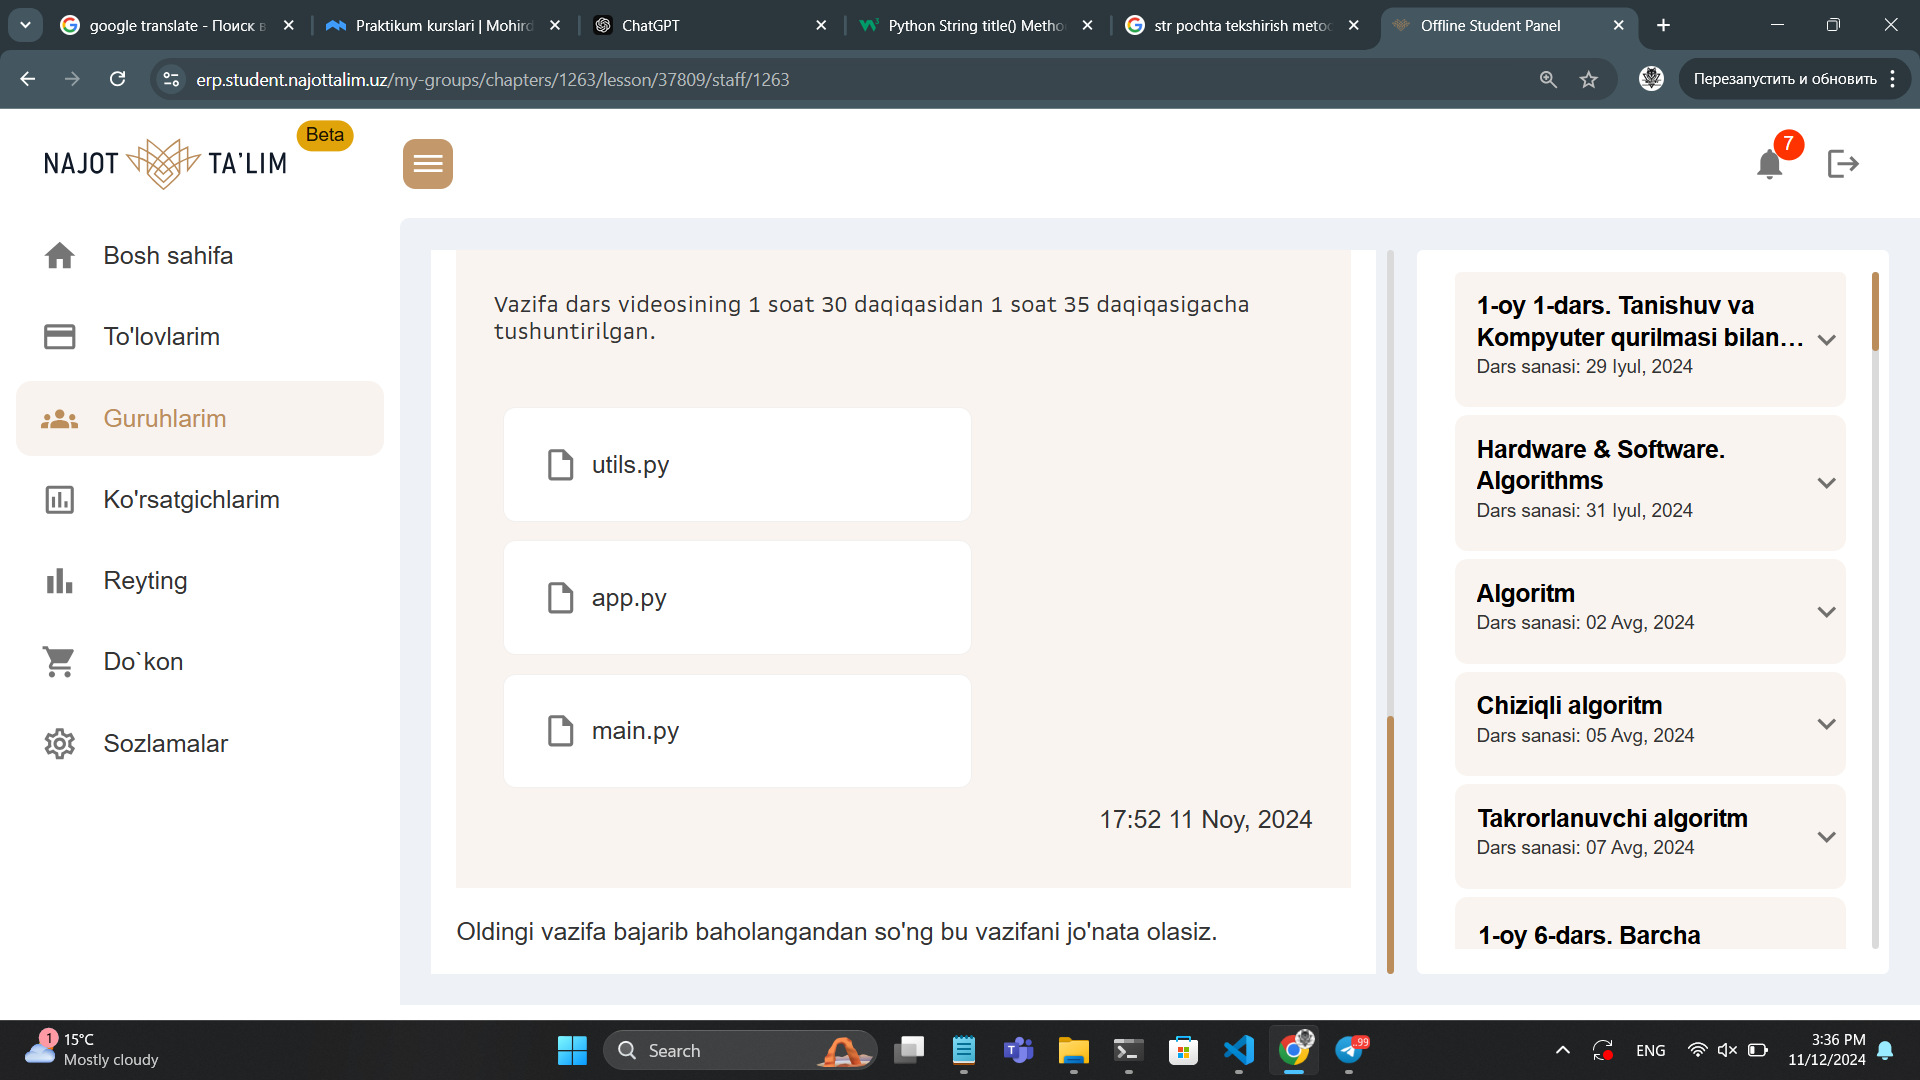 google translate - Поиск в
Praktikum kurslari | Mohird
ChatGPT
Python String title() Metho
str pochta tekshirish metoc
Offline Student Panel
erp.student.najottalim.uz/my-groups/chapters/1263/lesson/37809/staff/1263
Перезапустить и обновить
NAJOT TA'LIM
Beta
7
Bosh sahifa
To'lovlarim
Guruhlarim
Ko'rsatgichlarim
Reyting
Do`kon
Sozlamalar
Vazifa dars videosining 1 soat 30 daqiqasidan 1 soat 35 daqiqasigacha
tushuntirilgan.
utils.py
app.py
main.py
17:52 11 Noy, 2024
Oldingi vazifa bajarib baholangandan so'ng bu vazifani jo'nata olasiz.
1-oy 1-dars. Tanishuv va
Kompyuter qurilmasi bilan…
Dars sanasi: 29 Iyul, 2024
Hardware & Software.
Algorithms
Dars sanasi: 31 Iyul, 2024
Algoritm
Dars sanasi: 02 Avg, 2024
Chiziqli algoritm
Dars sanasi: 05 Avg, 2024
Takrorlanuvchi algoritm
Dars sanasi: 07 Avg, 2024
1-oy 6-dars. Barcha
1
15°C
Mostly cloudy
Search
99
ENG
3:36 PM
11/12/2024